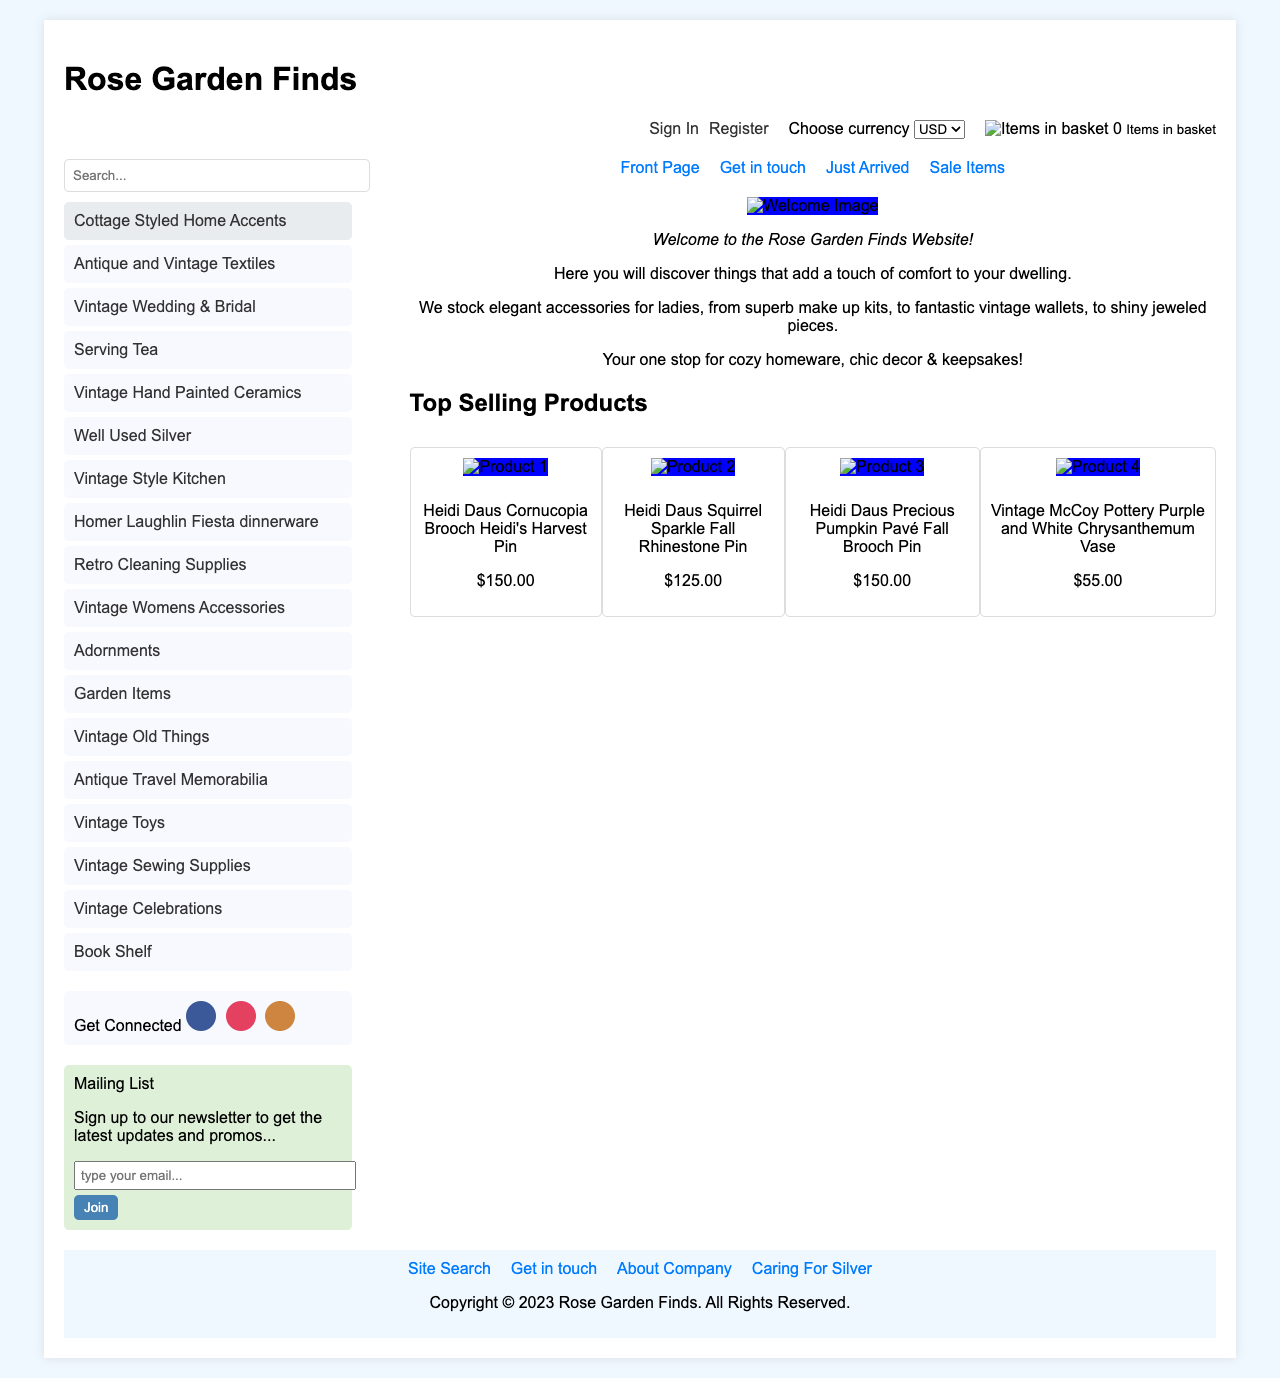 Rose Garden Finds
Sign In Register Choose currency USD Items in basket 0 Items in basket
Search...
Cottage Styled Home Accents
Antique and Vintage Textiles
Vintage Wedding & Bridal
Serving Tea
Vintage Hand Painted Ceramics
Well Used Silver
Vintage Style Kitchen
Homer Laughlin Fiesta dinnerware
Retro Cleaning Supplies
Vintage Womens Accessories
Adornments
Garden Items
Vintage Old Things
Antique Travel Memorabilia
Vintage Toys
Vintage Sewing Supplies
Vintage Celebrations
Book Shelf
Get Connected
Mailing List
Sign up to our newsletter to get the
latest updates and promos...
type your email...
Join
Front Page Get in touch Just Arrived Sale Items
Welcome Image
Welcome to the Rose Garden Finds Website!
Here you will discover things that add a touch of comfort to your dwelling.
We stock elegant accessories for ladies, from superb make up kits, to fantastic vintage wallets, to shiny jeweled
pieces.
Your one stop for cozy homeware, chic decor & keepsakes!
Top Selling Products
Product 1
Heidi Daus Cornucopia
Brooch Heidi's Harvest
Pin
$150.00
Product 2
Heidi Daus Squirrel
Sparkle Fall
Rhinestone Pin
$125.00
Product 3
Heidi Daus Precious
Pumpkin Pavé Fall
Brooch Pin
$150.00
Product 4
Vintage McCoy Pottery Purple
and White Chrysanthemum
Vase
$55.00
Site Search Get in touch About Company Caring For Silver
Copyright © 2023 Rose Garden Finds. All Rights Reserved.